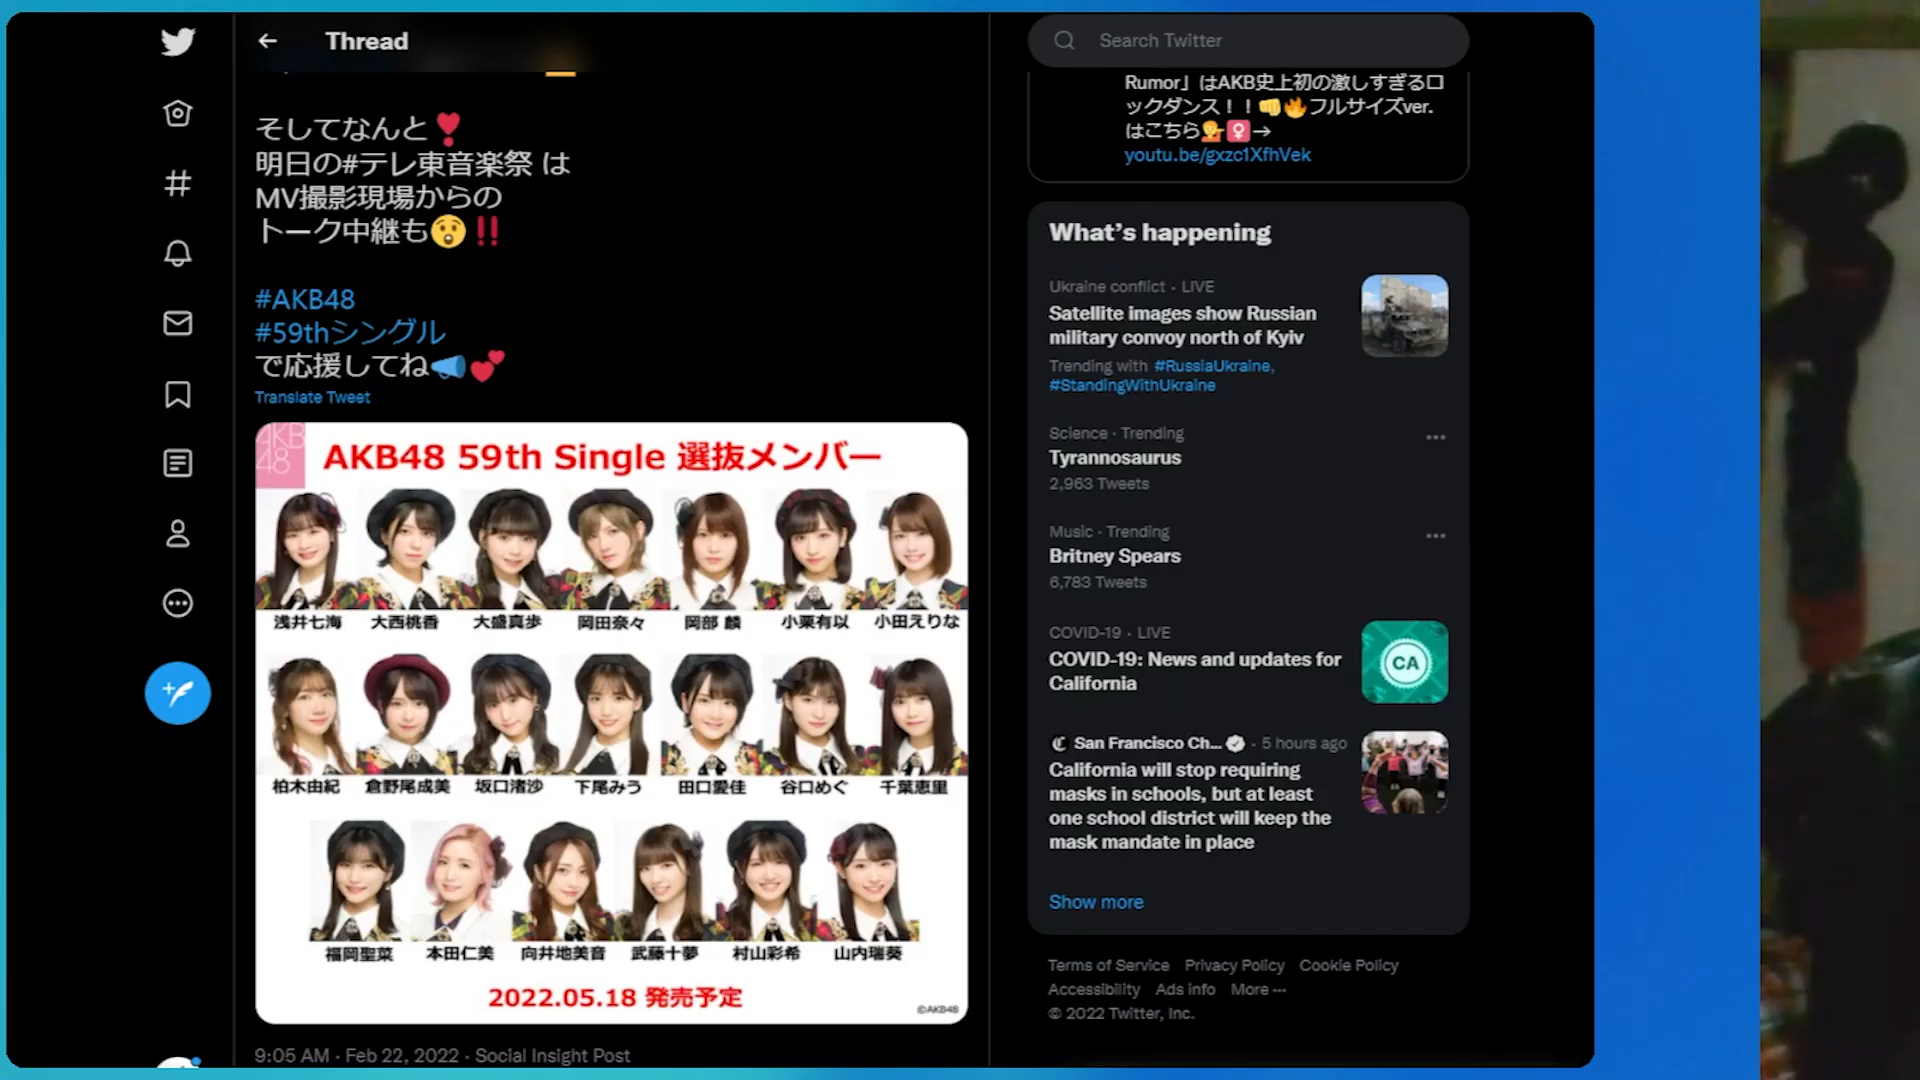 Thread
そしてなんと❣
明日の#テレ東音楽祭 は
MV撮影現場からの
トーク中継も😲‼
#AKB48
#59thシングル
で応援してね📣💕
Translate Tweet
AKB48
AKB48 59th Single 選抜メンバー
浅井七海 大西桃香 大盛真歩 岡田奈々 岡部 麟 小栗有以 小田えりな
柏木由紀 倉野尾成美 坂口渚沙 下尾みう 田口愛佳 谷口めぐ 千葉恵里
福岡聖菜 本田仁美 向井地美音 武藤十夢 村山彩希 山内瑞葵
2022.05.18 発売予定
©AKB48
9:05 AM · Feb 22, 2022 · Social Insight Post
Search Twitter
Rumor」はAKB史上初の激しすぎるロ
ックダンス！！👊🔥フルサイズver.
はこちら💁♀→
youtu.be/gxzc1XfhVek
What's happening
Ukraine conflict · LIVE
Satellite images show Russian
military convoy north of Kyiv
Trending with #RussiaUkraine,
#StandingWithUkraine
Science · Trending
Tyrannosaurus
2,963 Tweets
Music · Trending
Britney Spears
6,783 Tweets
COVID-19 · LIVE
COVID-19: News and updates for
California
CA
San Francisco Ch... · 5 hours ago
California will stop requiring
masks in schools, but at least
one school district will keep the
mask mandate in place
Show more
Terms of Service Privacy Policy Cookie Policy
Accessibility Ads info More ···
© 2022 Twitter, Inc.